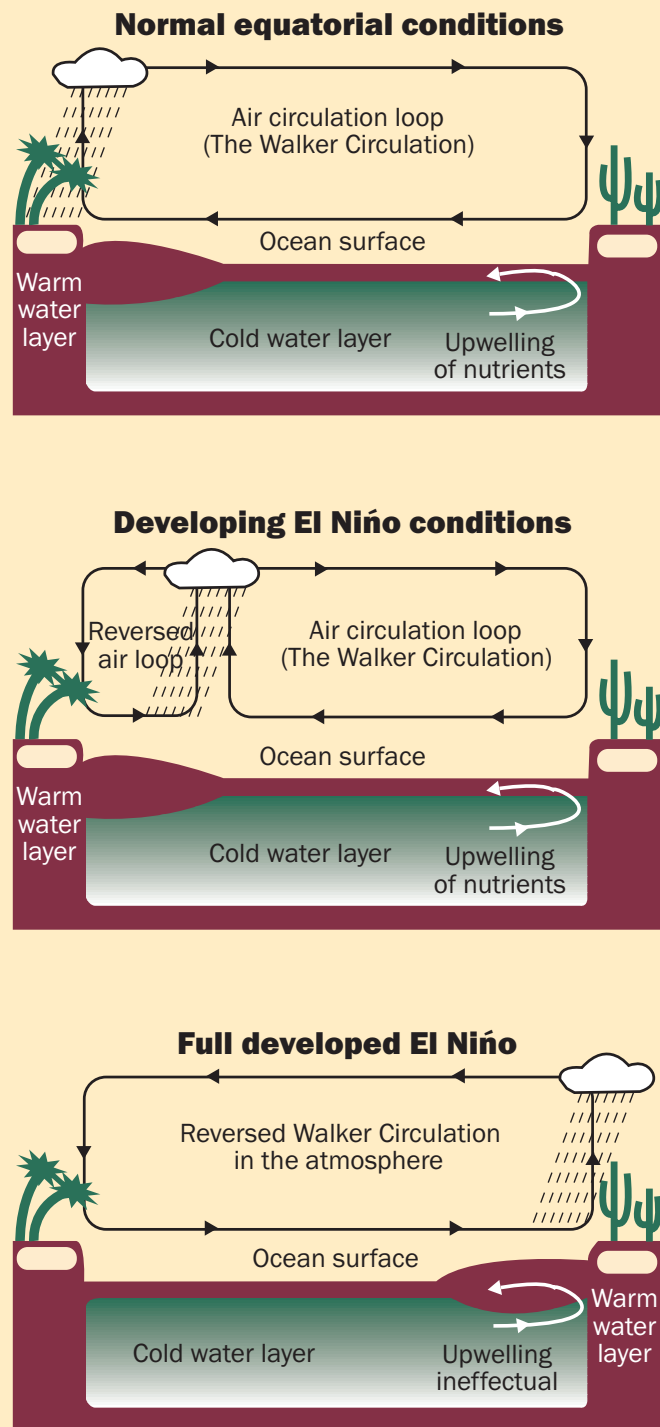 Normal equatorial conditions
Air circulation loop
(The Walker Circulation)
Ocean surface
Warm
water
layer
Cold water layer
Upwelling
of nutrients
Developing El Nińo conditions
Reversed
air loop
Air circulation loop
(The Walker Circulation)
Ocean surface
Warm
water
layer
Cold water layer
Upwelling
of nutrients
Full developed El Nińo
Reversed Walker Circulation
in the atmosphere
Ocean surface
Cold water layer
Upwelling
ineffectual
Warm
water
layer